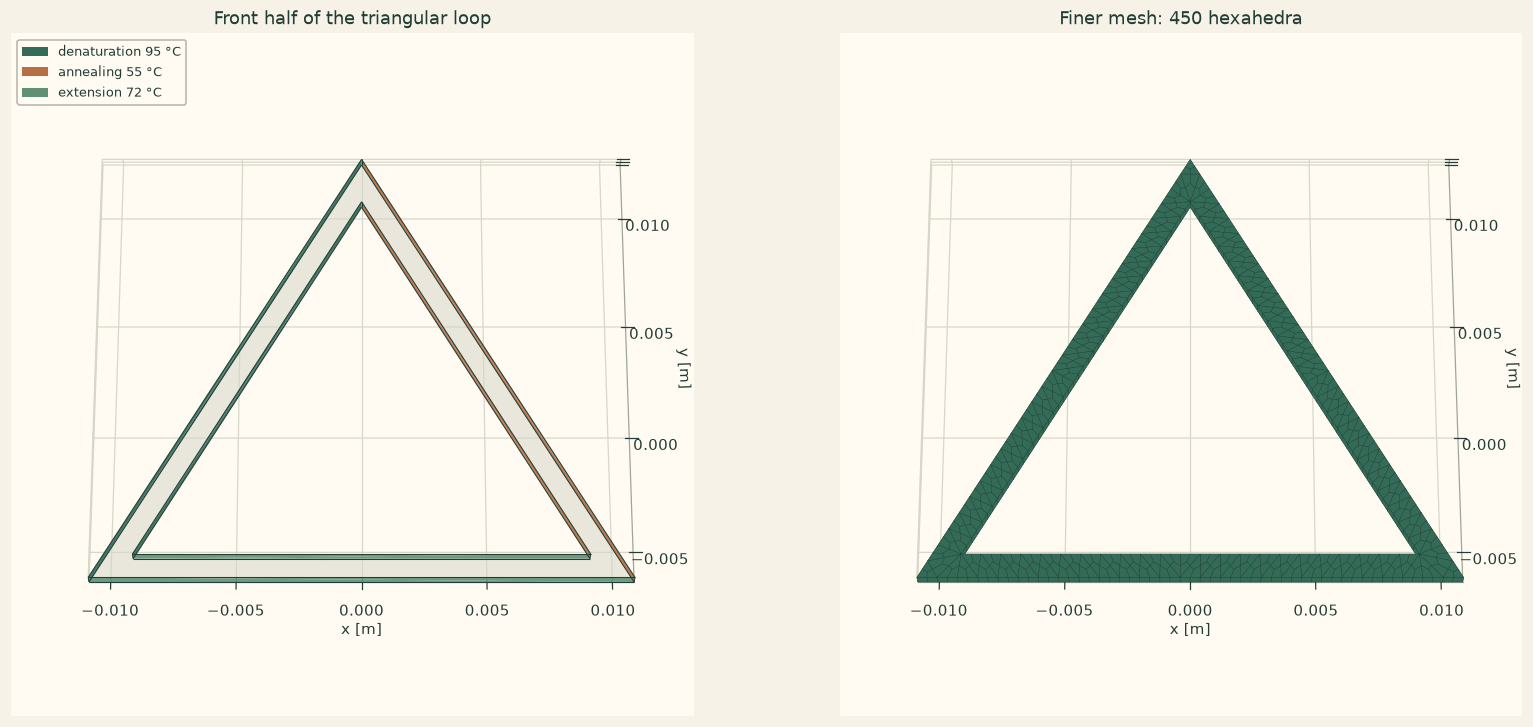 Front half of the triangular loop
denaturation 95 °C
annealing 55 °C
extension 72 °C
0.010
0.005
0.000
−0.005
y [m]
−0.010 −0.005 0.000 0.005 0.010
x [m]
Finer mesh: 450 hexahedra
0.010
0.005
0.000
−0.005
y [m]
−0.010 −0.005 0.000 0.005 0.010
x [m]